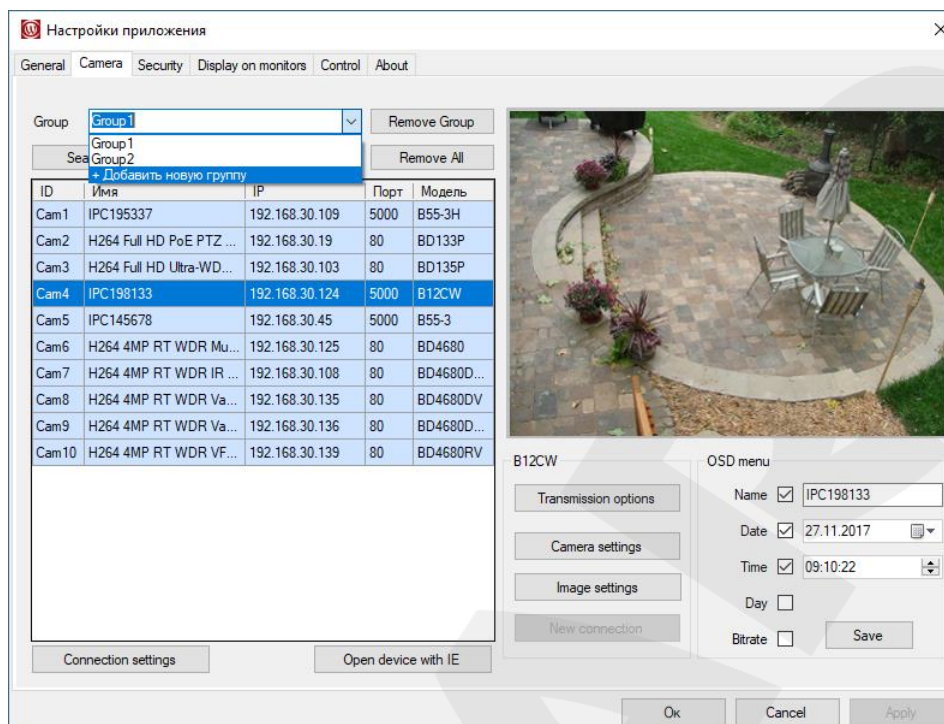 Настройки приложения
General Camera Security Display on monitors Control About
Group Group1 Remove Group
Group1
Group2
Sea Remove All
+ Добавить новую группу
ID Имя IP Порт Модель
Cam1 IPC195337 192.168.30.109 5000 B55-3H
Cam2 H264 Full HD PoE PTZ ... 192.168.30.19 80 BD133P
Cam3 H264 Full HD Ultra-WD... 192.168.30.103 80 BD135P
Cam4 IPC198133 192.168.30.124 5000 B12CW
Cam5 IPC145678 192.168.30.45 5000 B55-3
Cam6 H264 4MP RT WDR Mu... 192.168.30.125 80 BD4680
Cam7 H264 4MP RT WDR IR ... 192.168.30.108 80 BD4680D...
Cam8 H264 4MP RT WDR Va... 192.168.30.135 80 BD4680DV
Cam9 H264 4MP RT WDR Va... 192.168.30.136 80 BD4680D...
Cam10 H264 4MP RT WDR VF... 192.168.30.139 80 BD4680RV
B12CW
Transmission options
Camera settings
Image settings
New connection
OSD menu
Name IPC198133
Date 27.11.2017
Time 09:10:22
Day
Bitrate Save
Connection settings Open device with IE
Ок Cancel Apply